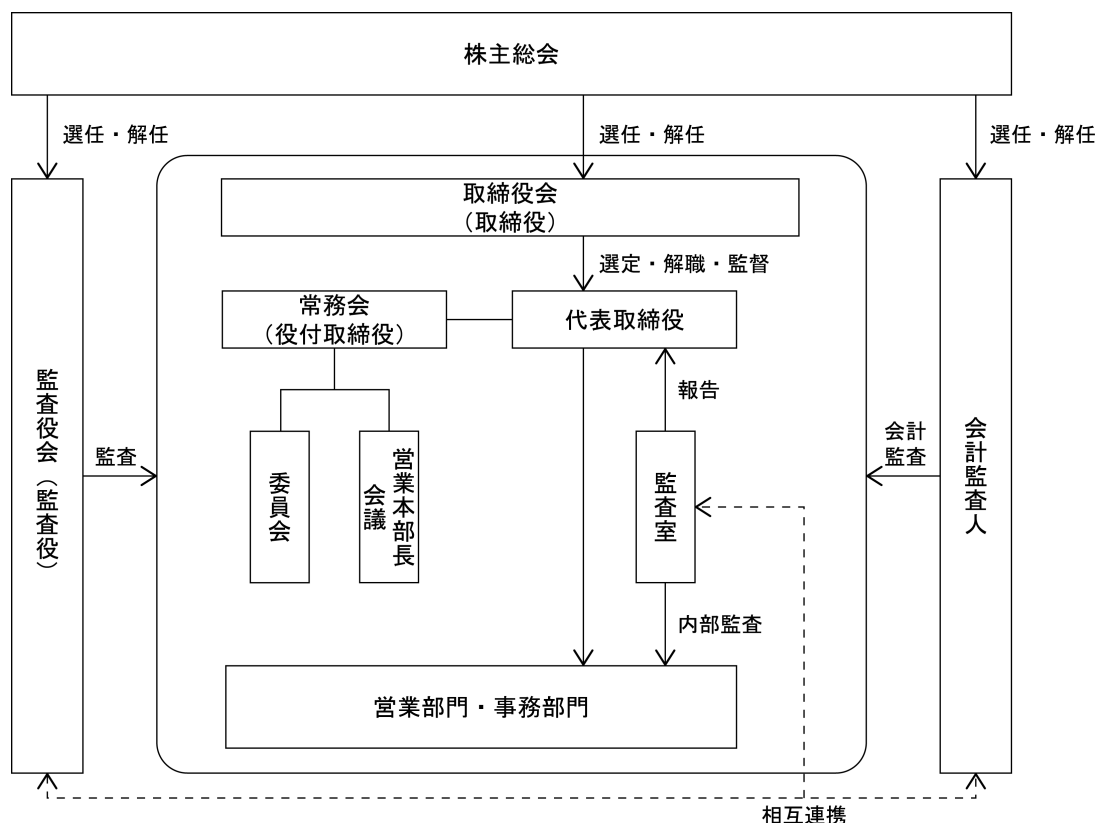 株主総会
選任・解任
選任・解任
選任・解任
取締役会
（取締役）
選定・解職・監督
常務会
（役付取締役）
代表取締役
報告
監査役会（監査役）
監査
委員会
営業本部長
会議
監査室
会計
監査
会計監査人
内部監査
営業部門・事務部門
相互連携